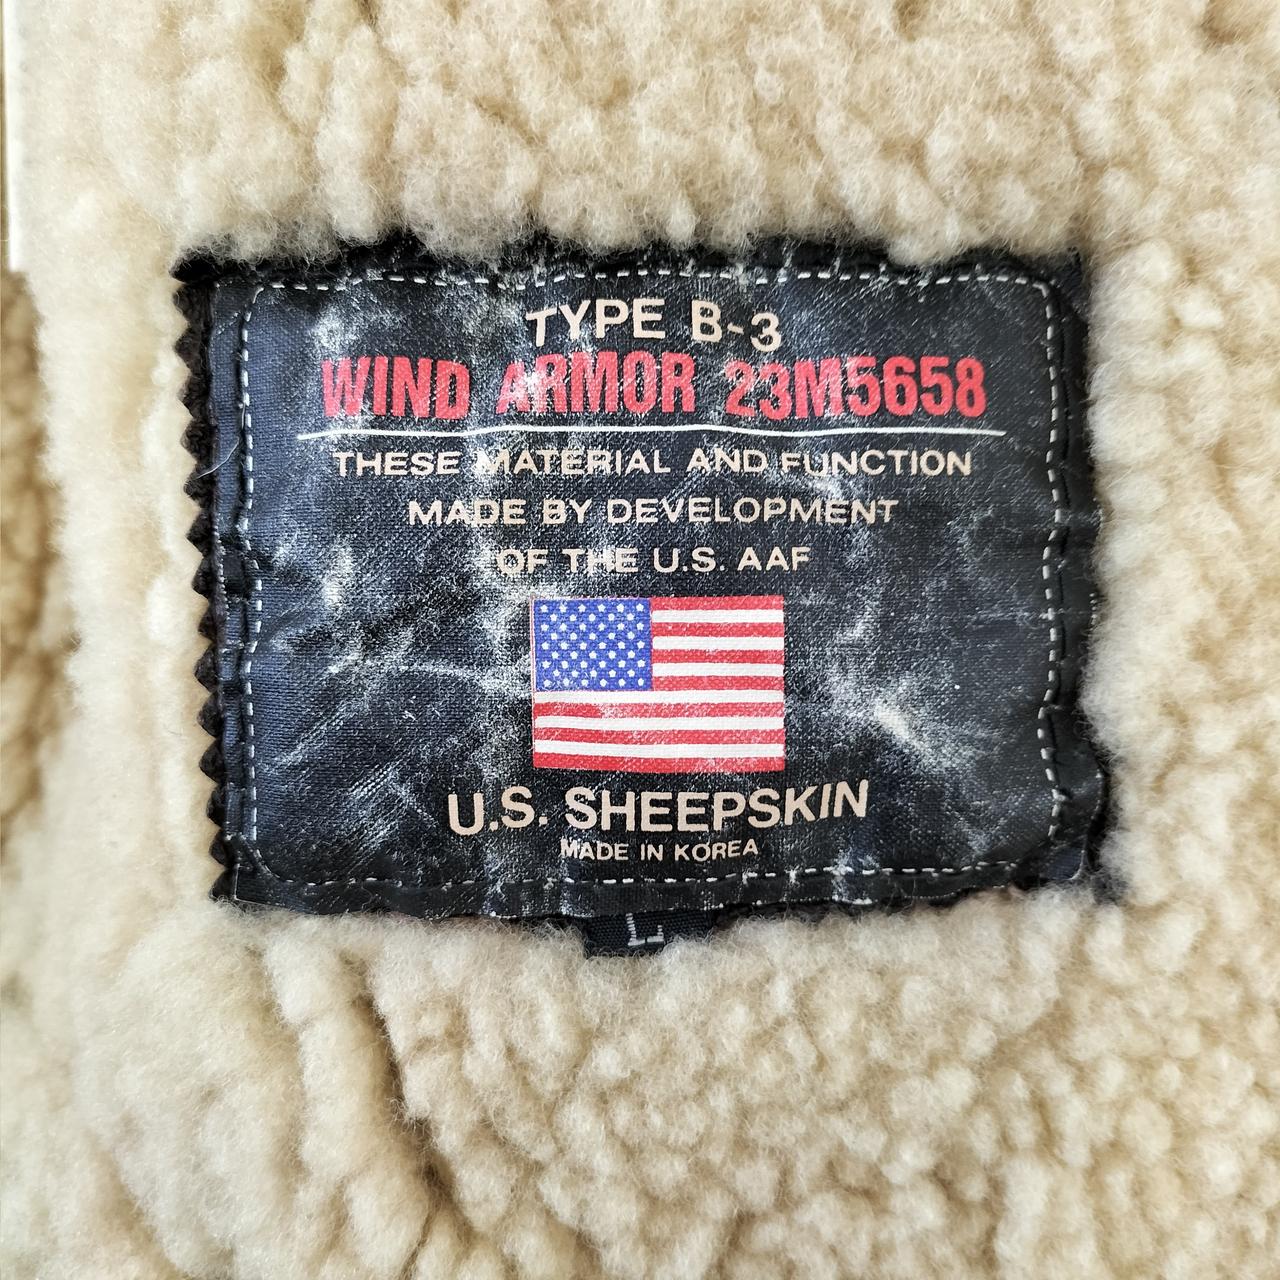 TYPE B-3
WIND ARMOR 23M5658
THESE MATERIAL AND FUNCTION
MADE BY DEVELOPMENT
OF THE U.S. AAF
U.S. SHEEPSKIN
MADE IN KOREA
L